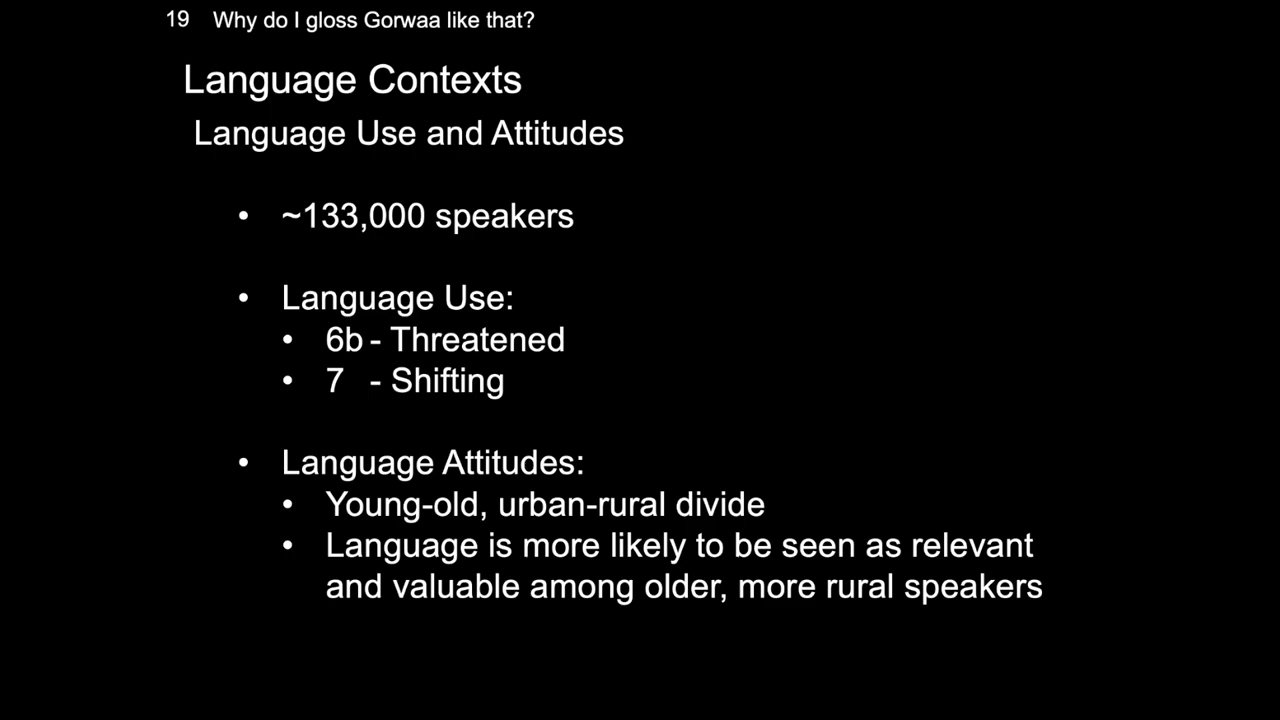 19 Why do I gloss Gorwaa like that?
Language Contexts
Language Use and Attitudes
• ~133,000 speakers
• Language Use:
• 6b - Threatened
• 7 - Shifting
• Language Attitudes:
• Young-old, urban-rural divide
• Language is more likely to be seen as relevant
and valuable among older, more rural speakers